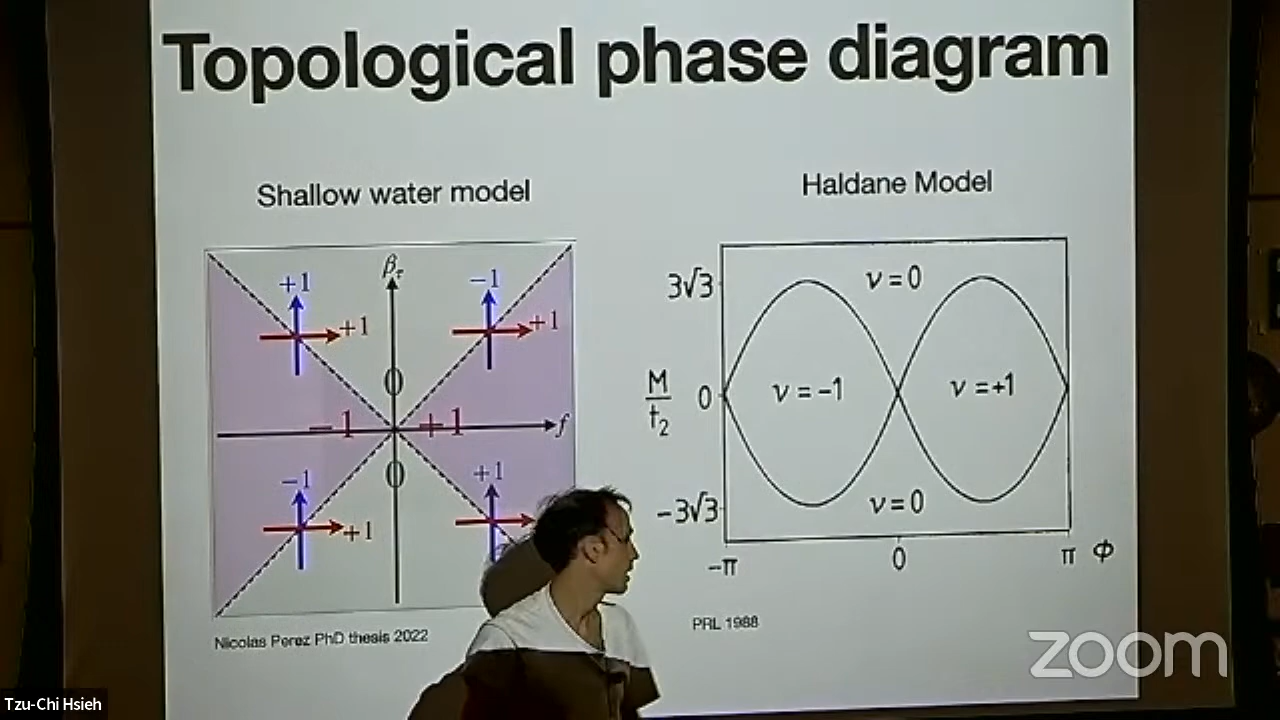 Topological phase diagram
Shallow water model
Haldane Model
+1
βτ
-1
+1
+1
0
-1
+1
f
0
-1
+1
+1
Nicolas Perez PhD thesis 2022
3√3
ν = 0
M
t₂
0
ν = -1
ν = +1
-3√3
ν = 0
-π
0
π
Φ
PRL 1988
zoom
Tzu-Chi Hsieh